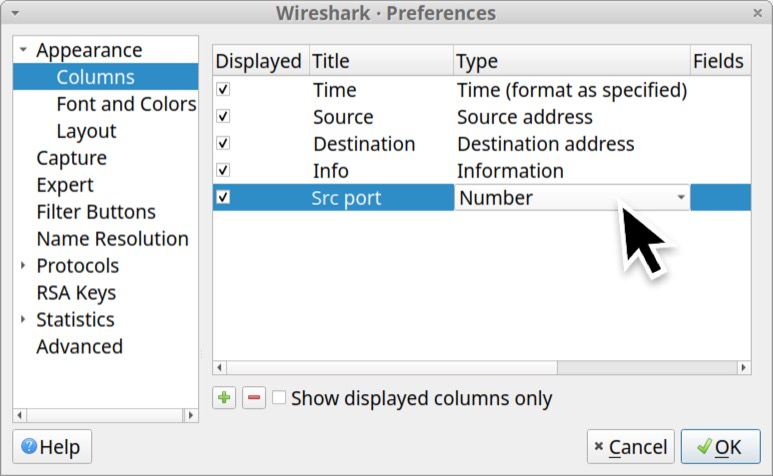 Wireshark · Preferences
Appearance
Columns
Font and Colors
Layout
Capture
Expert
Filter Buttons
Name Resolution
Protocols
RSA Keys
Statistics
Advanced
Displayed Title Type Fields
Time Time (format as specified)
Source Source address
Destination Destination address
Info Information
Src port Number
Show displayed columns only
Help Cancel OK